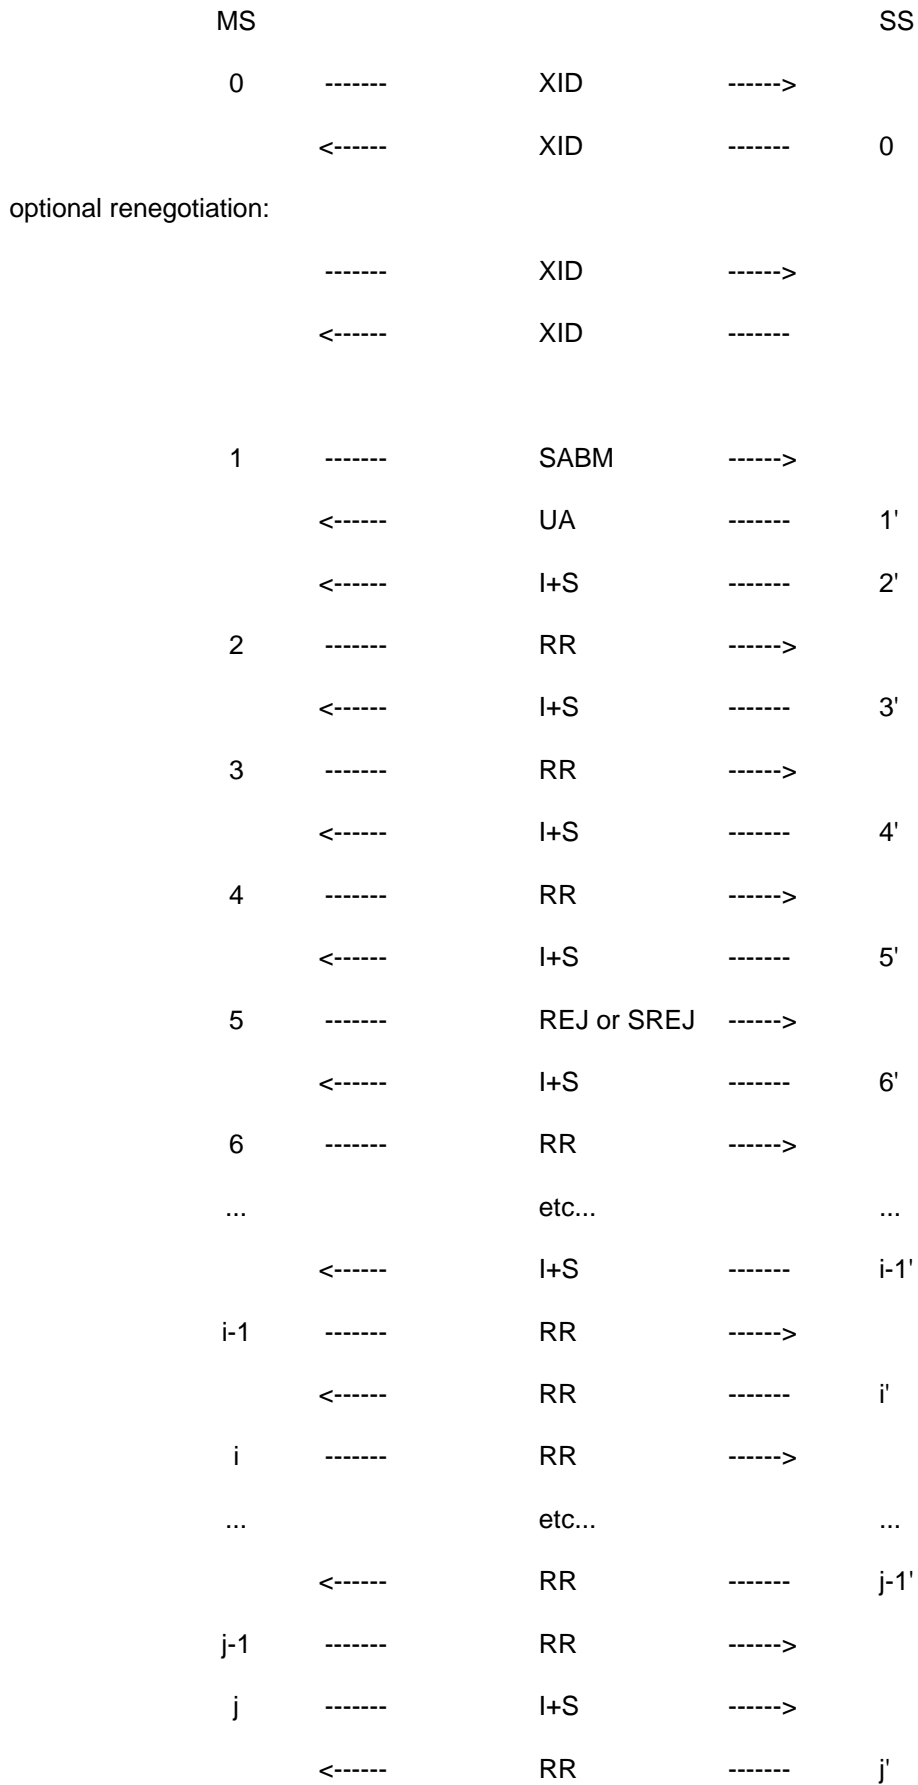 MS SS
0 ------- XID ------>
<------ XID ------- 0
optional renegotiation:
------- XID ------>
<------ XID -------
1 ------- SABM ------>
<------ UA ------- 1'
<------ I+S ------- 2'
2 ------- RR ------>
<------ I+S ------- 3'
3 ------- RR ------>
<------ I+S ------- 4'
4 ------- RR ------>
<------ I+S ------- 5'
5 ------- REJ or SREJ ------>
<------ I+S ------- 6'
6 ------- RR ------>
... etc... ...
<------ I+S ------- i-1'
i-1 ------- RR ------>
<------ RR ------- i'
i ------- RR ------>
... etc... ...
<------ RR ------- j-1'
j-1 ------- RR ------>
j ------- I+S ------>
<------ RR ------- j'